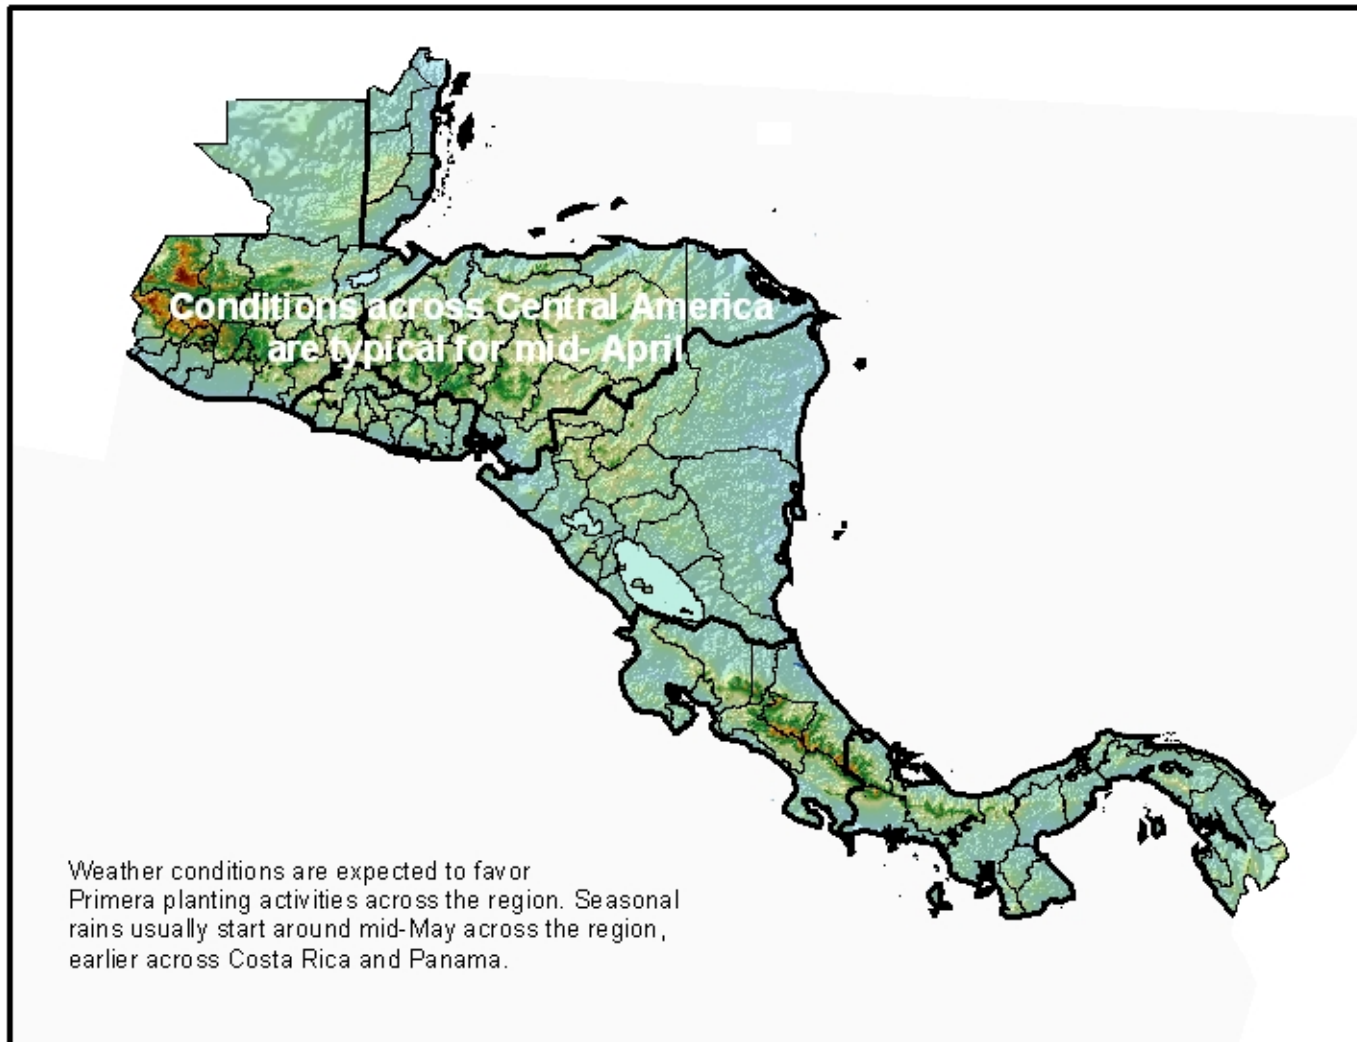 Conditions across Central America
are typical for mid- April
Weather conditions are expected to favor
Primera planting activities across the region. Seasonal
rains usually start around mid-May across the region,
earlier across Costa Rica and Panama.